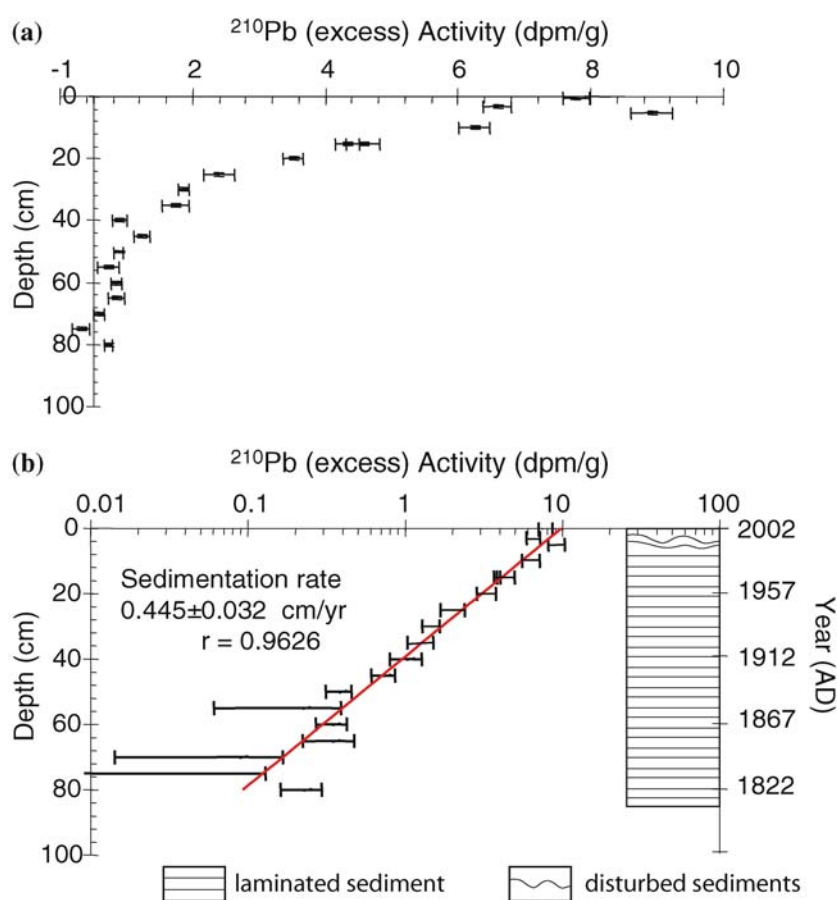 (a)
²¹⁰Pb (excess) Activity (dpm/g)
-1 2 4 6 8 10
0
20
40
60
80
100
Depth (cm)
(b)
²¹⁰Pb (excess) Activity (dpm/g)
0.01 0.1 1 10 100
0
20
40
60
80
100
Depth (cm)
Sedimentation rate
0.445±0.032 cm/yr
r = 0.9626
2002
1957
1912
1867
1822
Year (AD)
laminated sediment
disturbed sediments